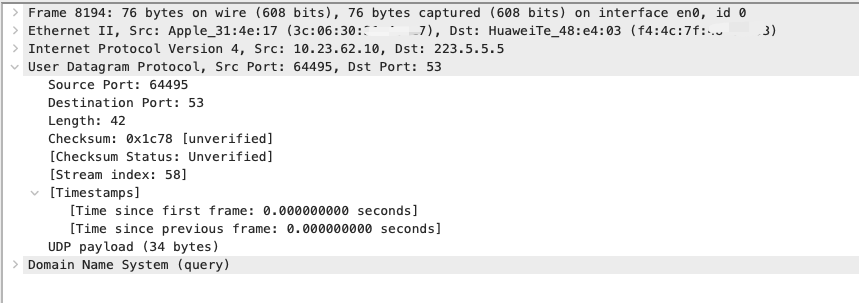 Frame 8194: 76 bytes on wire (608 bits), 76 bytes captured (608 bits) on interface en0, id 0
Ethernet II, Src: Apple_31:4e:17 (3c:06:30: 7), Dst: HuaweiTe_48:e4:03 (f4:4c:7f: 3)
Internet Protocol Version 4, Src: 10.23.62.10, Dst: 223.5.5.5
User Datagram Protocol, Src Port: 64495, Dst Port: 53
Source Port: 64495
Destination Port: 53
Length: 42
Checksum: 0x1c78 [unverified]
[Checksum Status: Unverified]
[Stream index: 58]
[Timestamps]
[Time since first frame: 0.000000000 seconds]
[Time since previous frame: 0.000000000 seconds]
UDP payload (34 bytes)
Domain Name System (query)